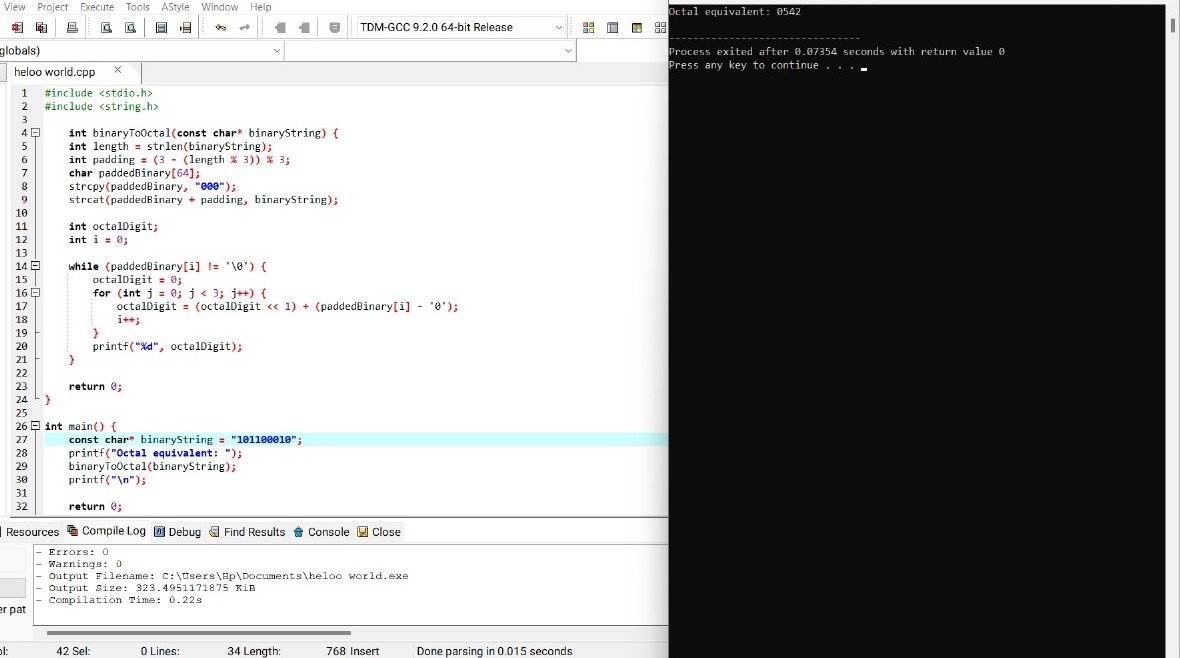 View Project Execute Tools AStyle Window Help
TDM-GCC 9.2.0 64-bit Release
globals)
heloo world.cpp
1 #include <stdio.h>
2 #include <string.h>
3
4 int binaryToOctal(const char* binaryString) {
5 int length = strlen(binaryString);
6 int padding = (3 - (length % 3)) % 3;
7 char paddedBinary[64];
8 strcpy(paddedBinary, "000");
9 strcat(paddedBinary + padding, binaryString);
10
11 int octalDigit;
12 int i = 0;
13
14 while (paddedBinary[i] != '\0') {
15 octalDigit = 0;
16 for (int j = 0; j < 3; j++) {
17 octalDigit = (octalDigit << 1) + (paddedBinary[i] - '0');
18 i++;
19 }
20 printf("%d", octalDigit);
21 }
22
23 return 0;
24 }
25
26 int main() {
27 const char* binaryString = "101100010";
28 printf("Octal equivalent: ");
29 binaryToOctal(binaryString);
30 printf("\n");
31
32 return 0;
Resources Compile Log Debug Find Results Console Close
- Errors: 0
- Warnings: 0
- Output Filename: C:\Users\Hp\Documents\heloo world.exe
- Output Size: 323.4951171875 KiB
- Compilation Time: 0.22s
er pat
ol: 42 Sel: 0 Lines: 34 Length: 768 Insert Done parsing in 0.015 seconds
Octal equivalent: 0542
--------------------------------
Process exited after 0.07354 seconds with return value 0
Press any key to continue . . .